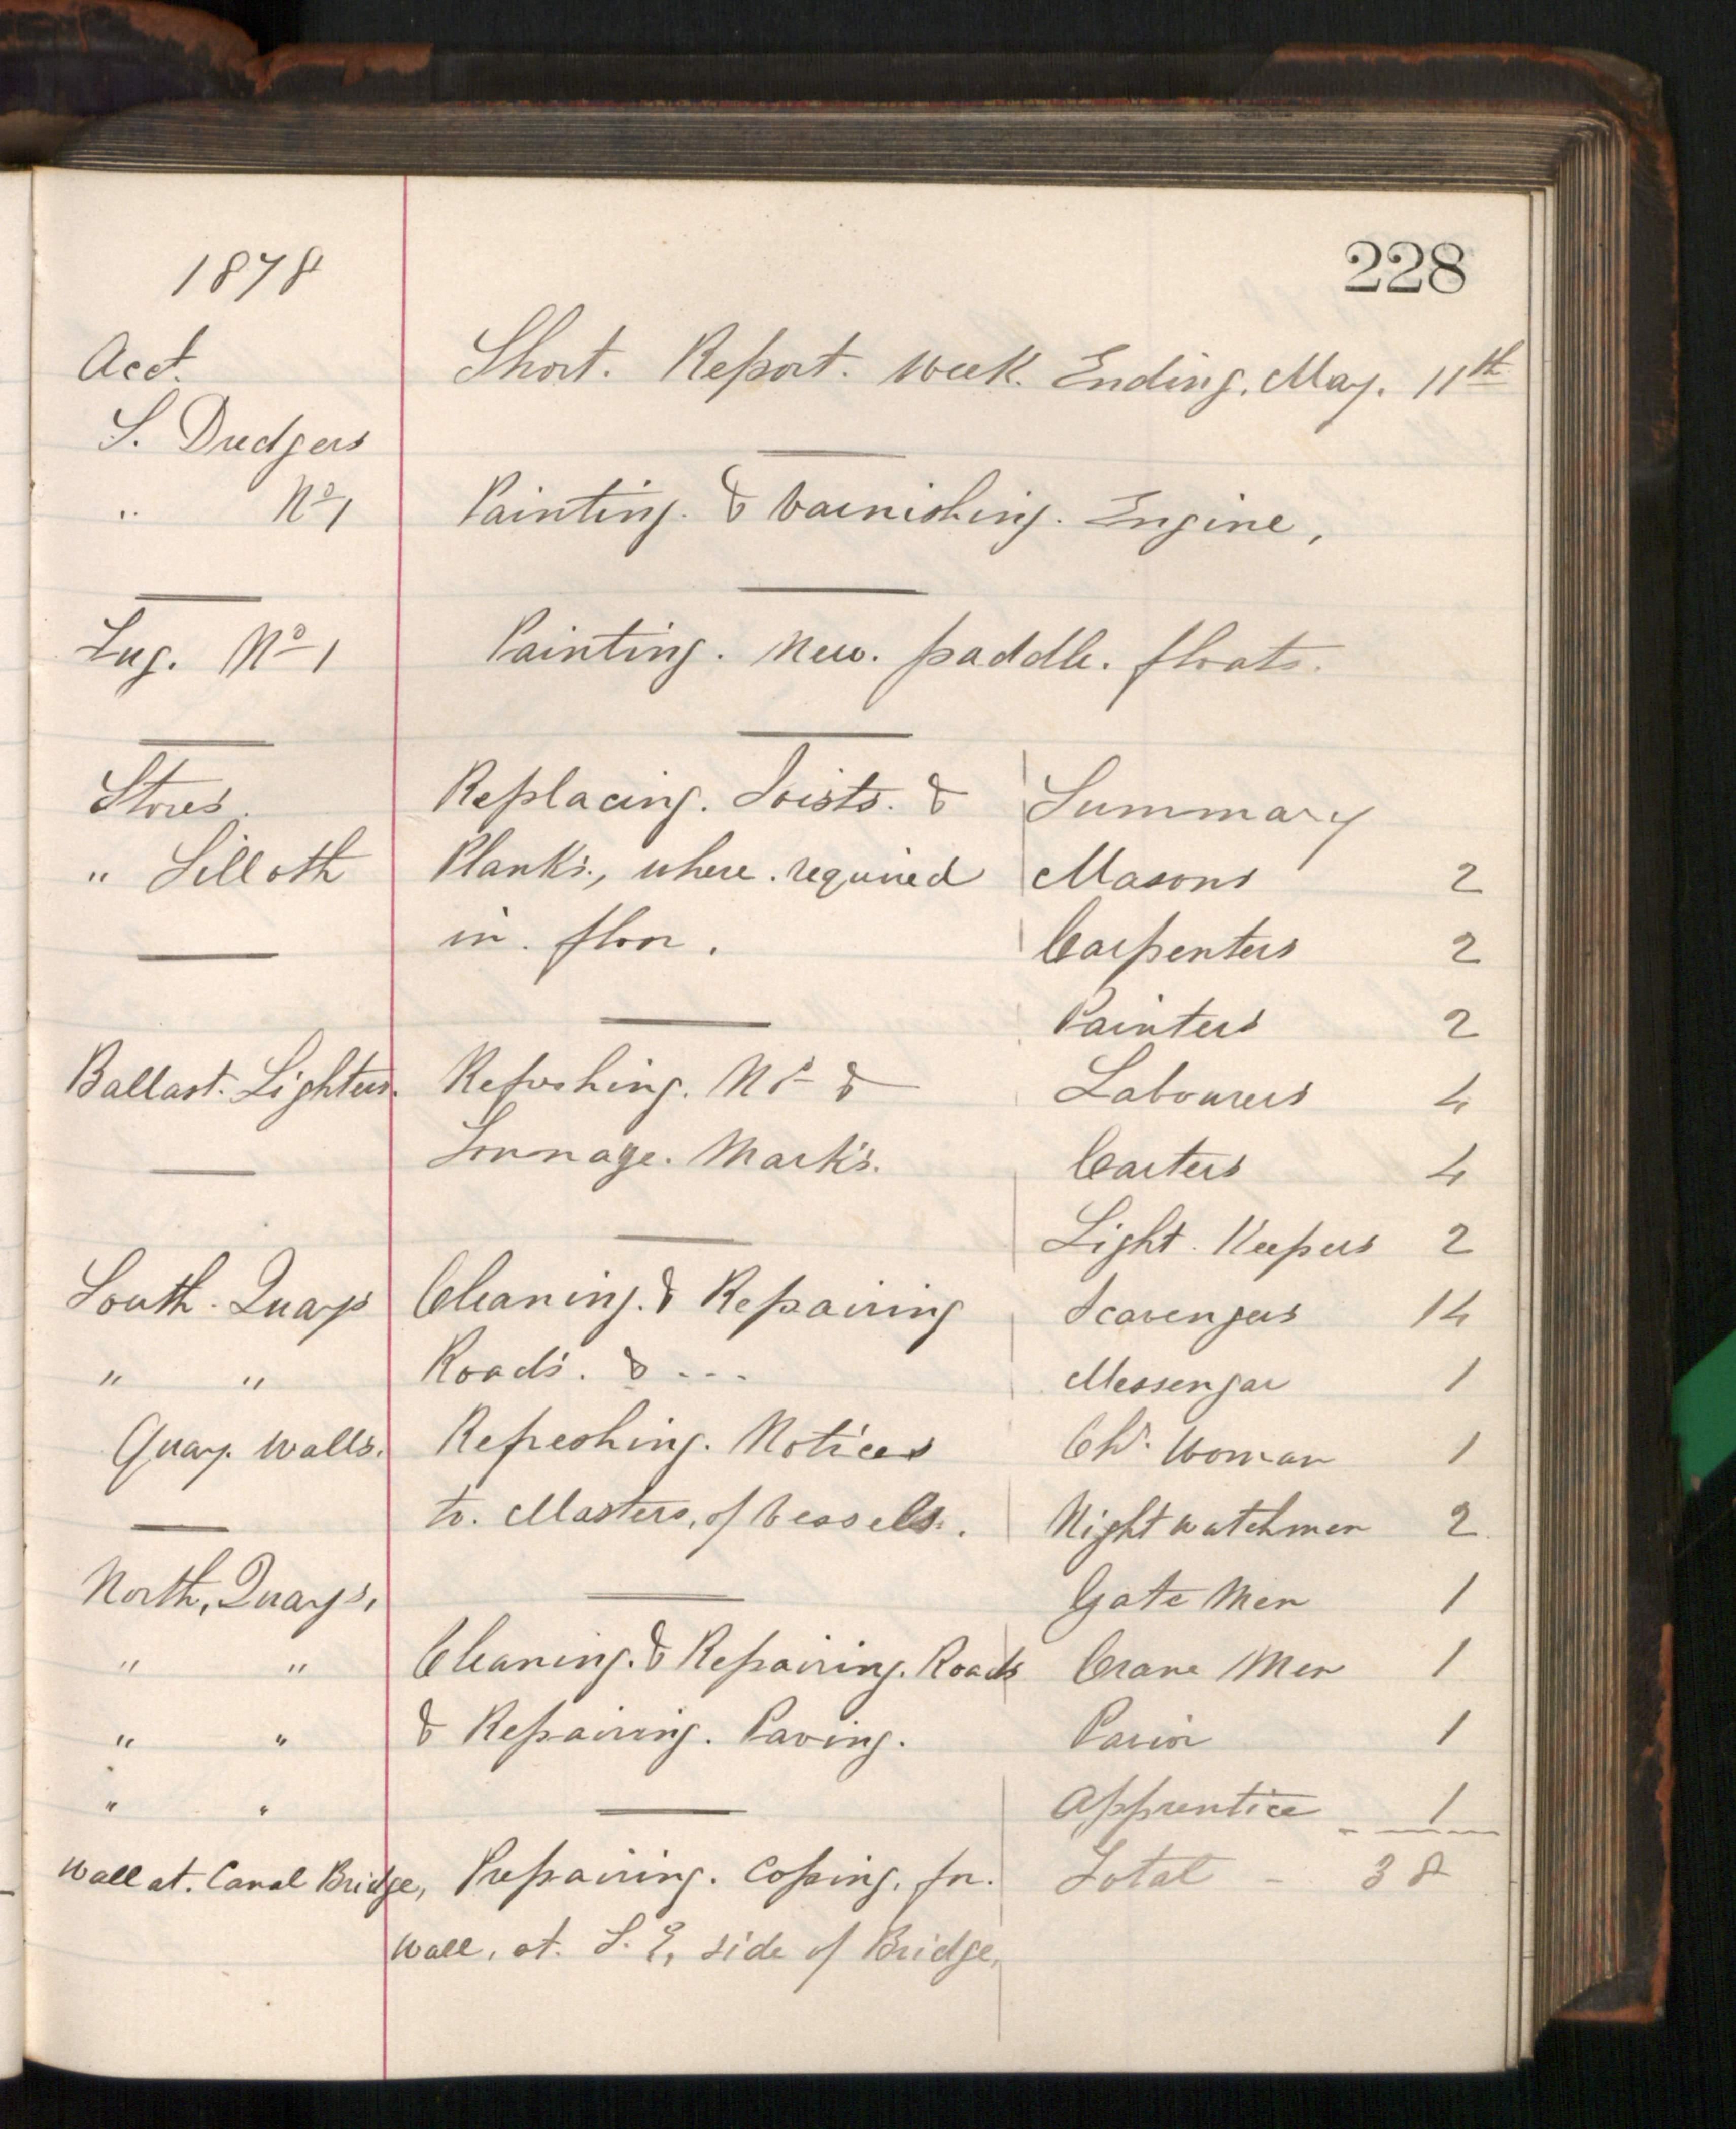 228
1878
Acct. Short. Report. Week. Ending. May. 11th
S. Dredgers
" No 1 Painting. & Varnishing. Engine,
Tug. No 1 Painting. New. paddle. floats.
Stores. Replacing. Joists. & Summary
" Silloth Planks., where. required Masons 2
in. floor. Carpenters 2
Painters 2
Ballast. Lighters. Refreshing. No & Labourers 4
Tonnage. Marks. Carters 4
Light. Keepers 2
South. Quays Cleaning. & Repairing Scavengers 14
" " Roads. & - - - Messenger 1
Quay. Walls. Refreshing. Notices Chr. Woman 1
to. Masters, of Vessels. Night watchmen 2
North, Quays, Gate Men 1
" " Cleaning. & Repairing. Roads Crane Men 1
" " & Repairing. Paving. Pavior 1
" " Apprentice 1
Wall at. Canal Bridge, Preparing. Coping. for. Total - 38
Wall, at. S. E, side of Bridge,